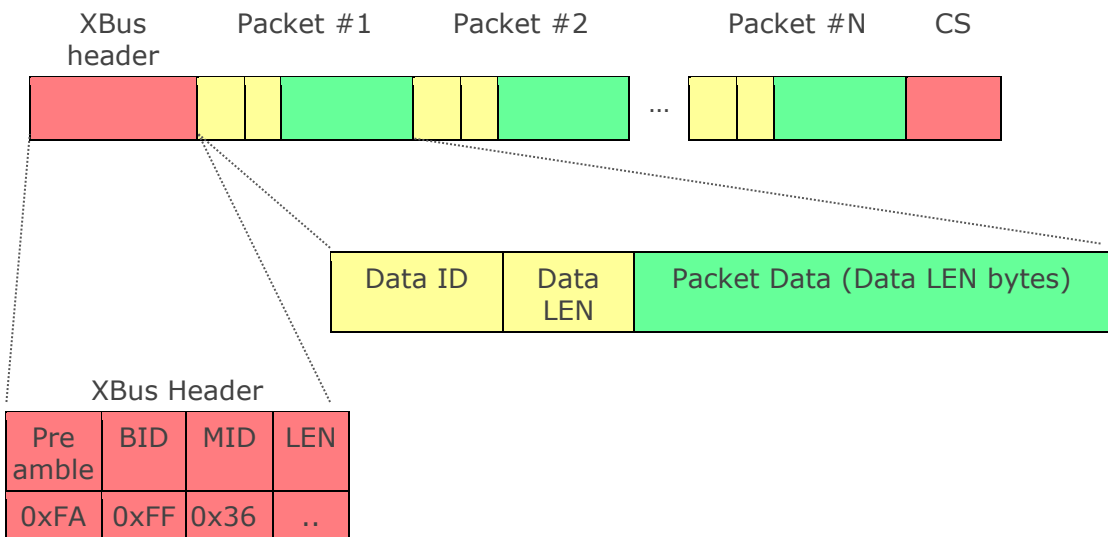 XBus
header
Packet #1
Packet #2
Packet #N
CS
...
Data ID
Data
LEN
Packet Data (Data LEN bytes)
XBus Header
Pre
amble
BID
MID
LEN
0xFA
0xFF
0x36
..